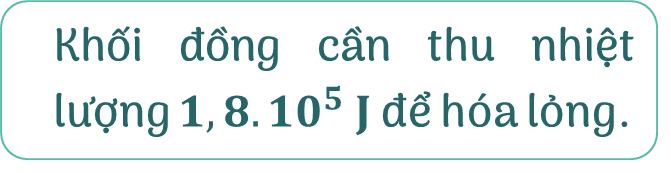 Khối đồng cần thu nhiệt
lượng 1,8.10⁵ J để hóa lỏng.